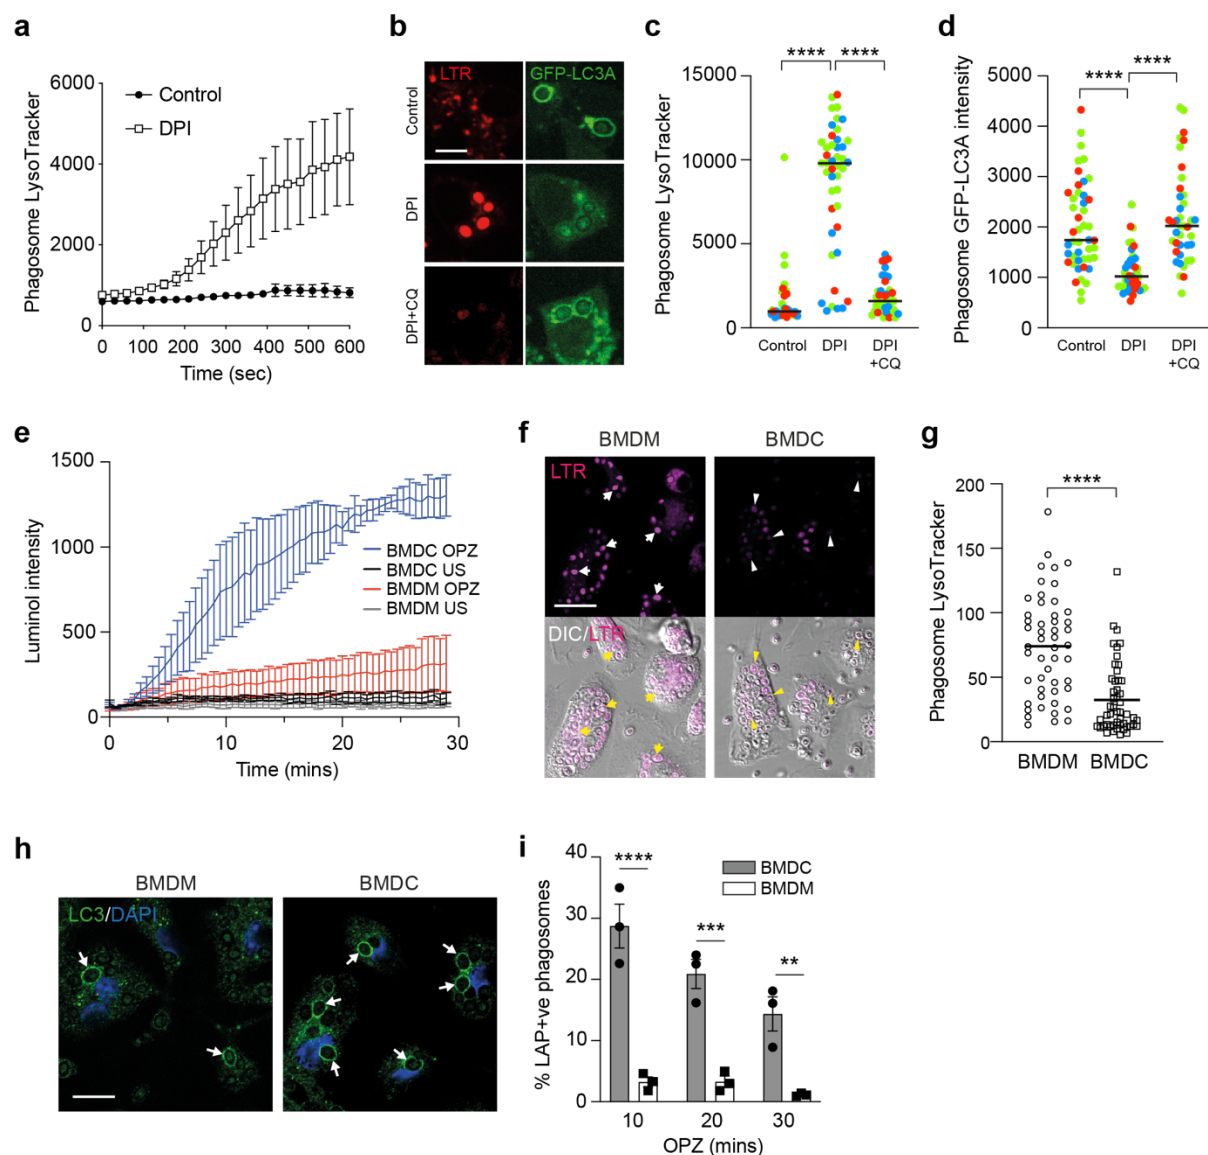 a
6000
4000
2000
0
Phagosome LysoTracker
Control
DPI
0 100 200 300 400 500 600
Time (sec)
b
LTR
GFP-LC3A
Control
DPI
DPI+CQ
c
15000
10000
5000
0
Phagosome LysoTracker
**** ****
Control DPI DPI
+CQ
d
5000
4000
3000
2000
1000
0
Phagosome GFP-LC3A intensity
**** ****
Control DPI DPI
+CQ
e
1500
1000
500
0
Luminol intensity
BMDC OPZ
BMDC US
BMDM OPZ
BMDM US
0 10 20 30
Time (mins)
f
BMDM BMDC
LTR
DIC/LTR
g
200
150
100
50
0
Phagosome LysoTracker
****
BMDM BMDC
h
BMDM BMDC
LC3/DAPI
i
40
30
20
10
0
% LAP+ve phagosomes
**** *** **
BMDC
BMDM
10 20 30
OPZ (mins)